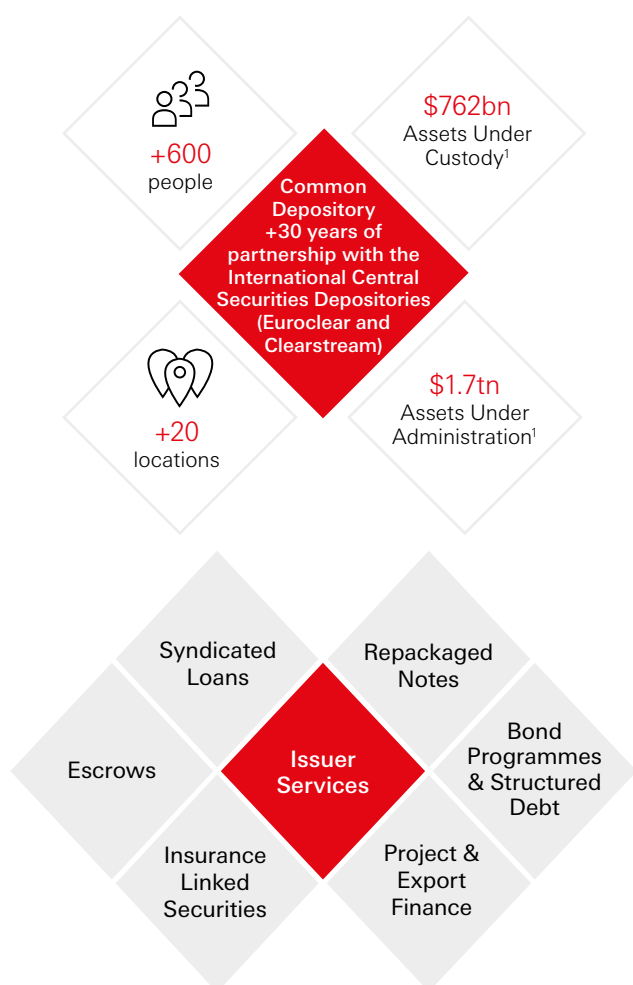 +600
people
$762bn
Assets Under
Custody¹
Common
Depository
+30 years of
partnership with the
International Central
Securities Depositories
(Euroclear and
Clearstream)
+20
locations
$1.7tn
Assets Under
Administration¹
Syndicated
Loans
Repackaged
Notes
Escrows
Issuer
Services
Bond
Programmes
& Structured
Debt
Insurance
Linked
Securities
Project &
Export
Finance